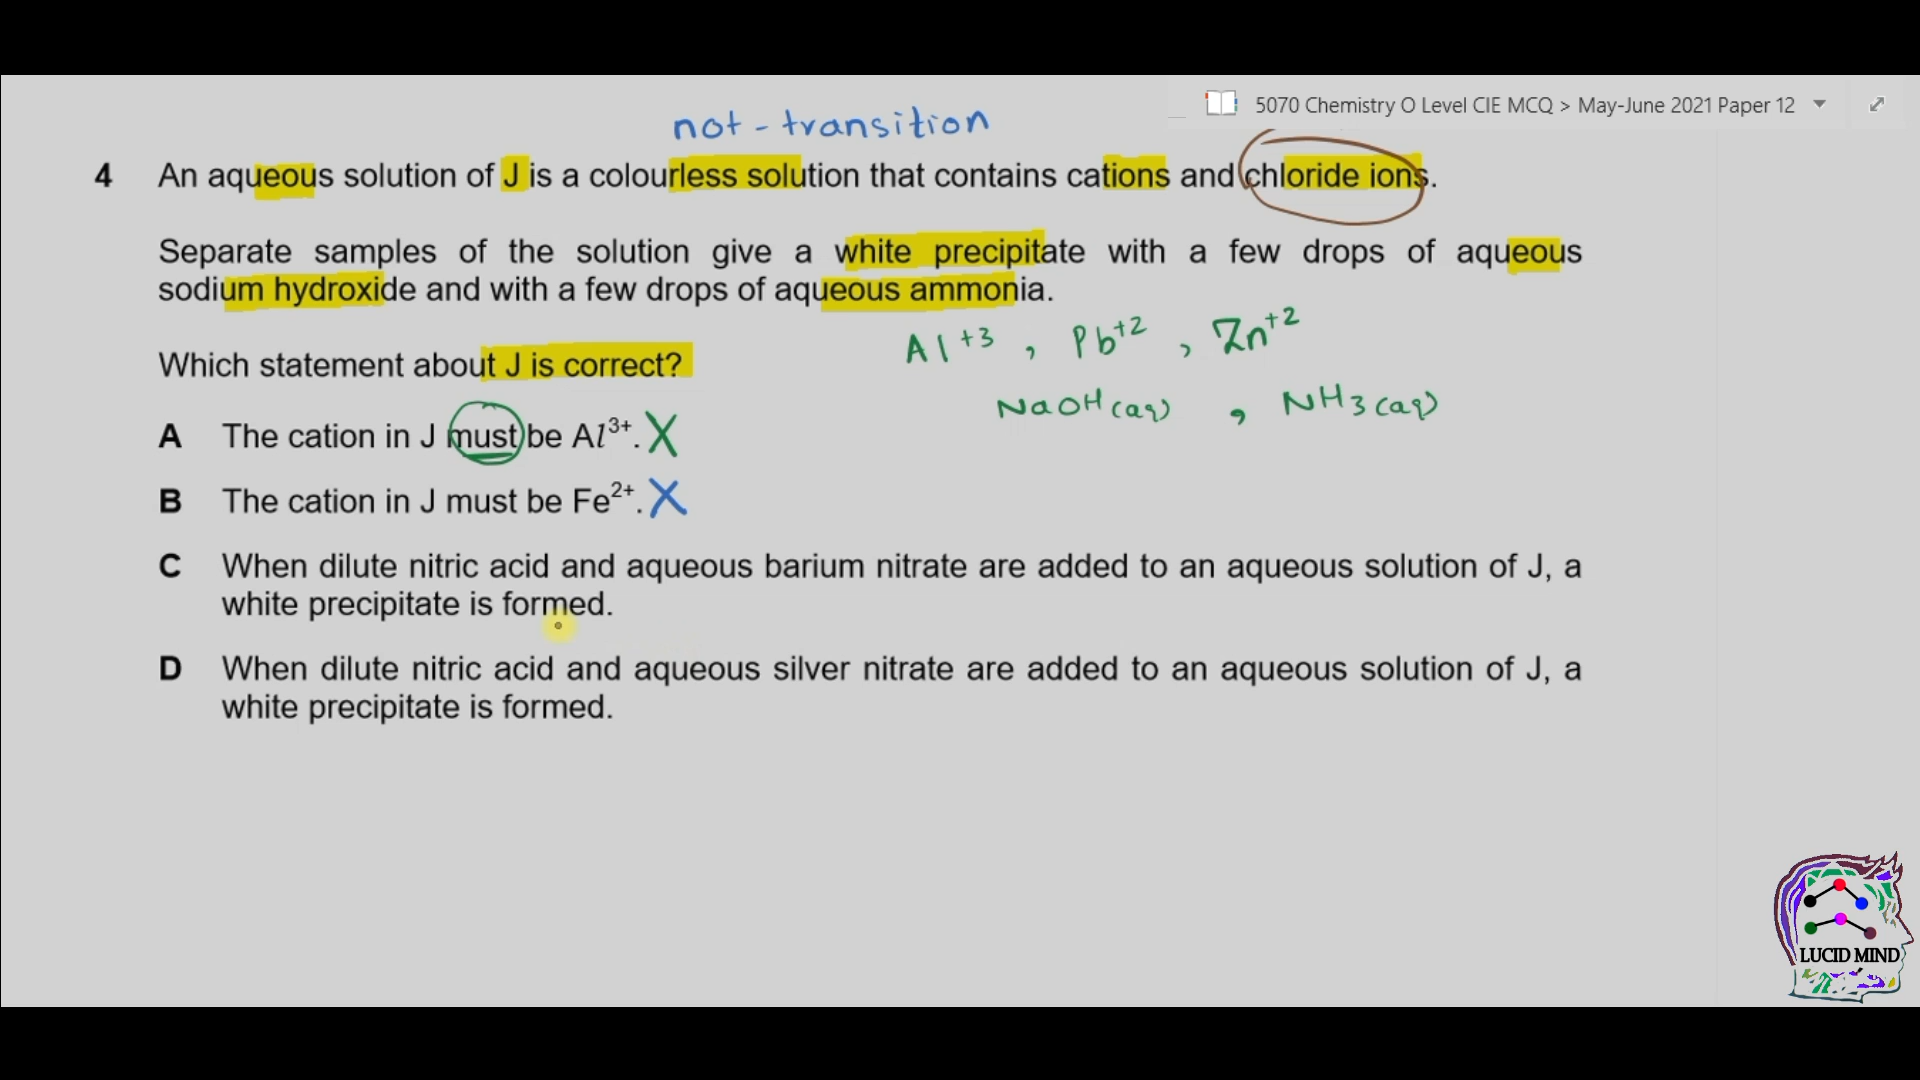 5070 Chemistry O Level CIE MCQ > May-June 2021 Paper 12
not - transition
4 An aqueous solution of J is a colourless solution that contains cations and chloride ions.
Separate samples of the solution give a white precipitate with a few drops of aqueous
sodium hydroxide and with a few drops of aqueous ammonia.
Al+3 , Pb+2 , Zn+2
Which statement about J is correct?
NaOH(aq) , NH3(aq)
A The cation in J must be Al³⁺. X
B The cation in J must be Fe²⁺. X
C When dilute nitric acid and aqueous barium nitrate are added to an aqueous solution of J, a
white precipitate is formed.
D When dilute nitric acid and aqueous silver nitrate are added to an aqueous solution of J, a
white precipitate is formed.
LUCID MIND